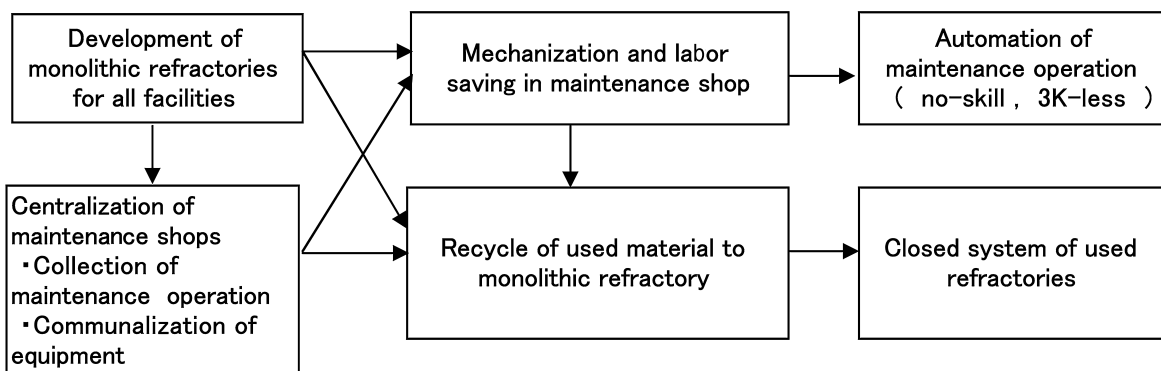 Development of
monolithic refractories
for all facilities
Mechanization and labor
saving in maintenance shop
Automation of
maintenance operation
( no-skill , 3K-less )
Centralization of
maintenance shops
・Collection of
maintenance operation
・Communalization of
equipment
Recycle of used material to
monolithic refractory
Closed system of used
refractories